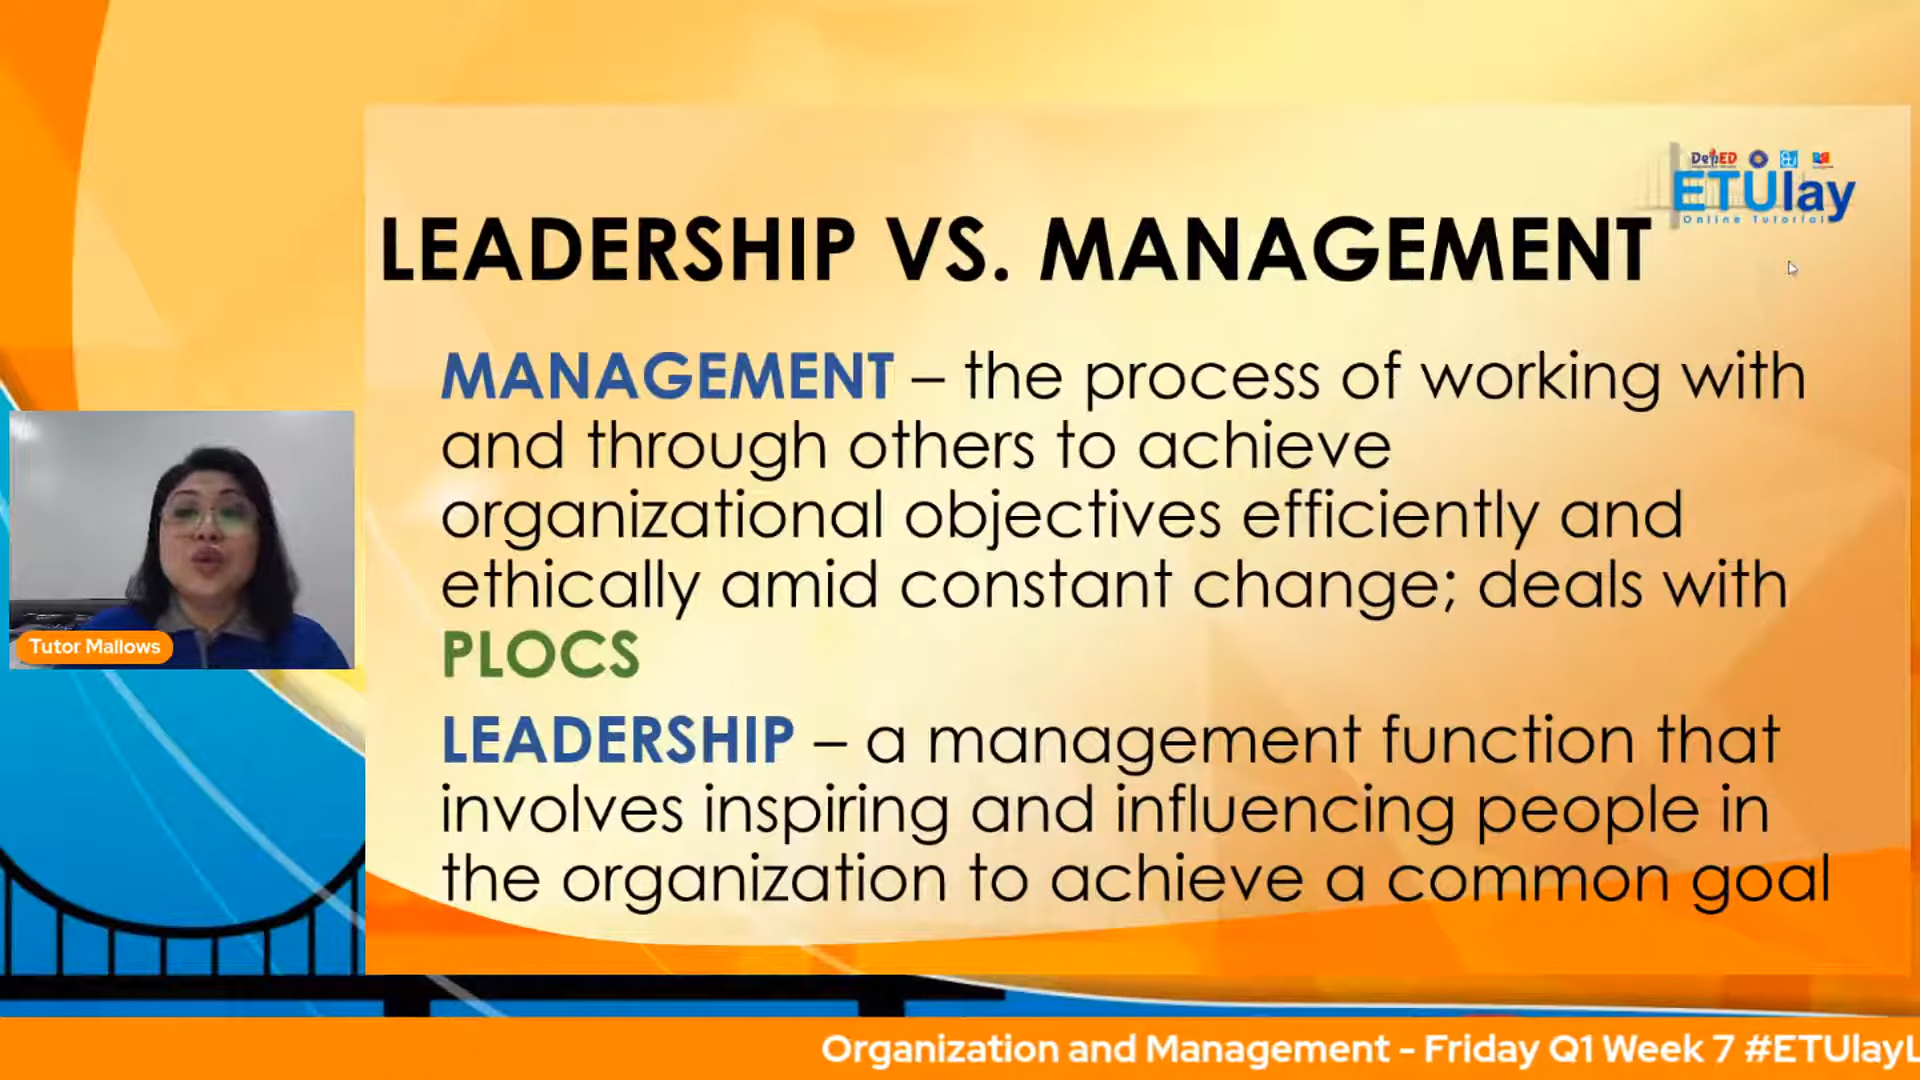 DepED
ETUlay
Online Tutorial
LEADERSHIP VS. MANAGEMENT
MANAGEMENT – the process of working with
and through others to achieve
organizational objectives efficiently and
ethically amid constant change; deals with
PLOCS
LEADERSHIP – a management function that
involves inspiring and influencing people in
the organization to achieve a common goal
Tutor Mallows
Organization and Management - Friday Q1 Week 7 #ETUlayL